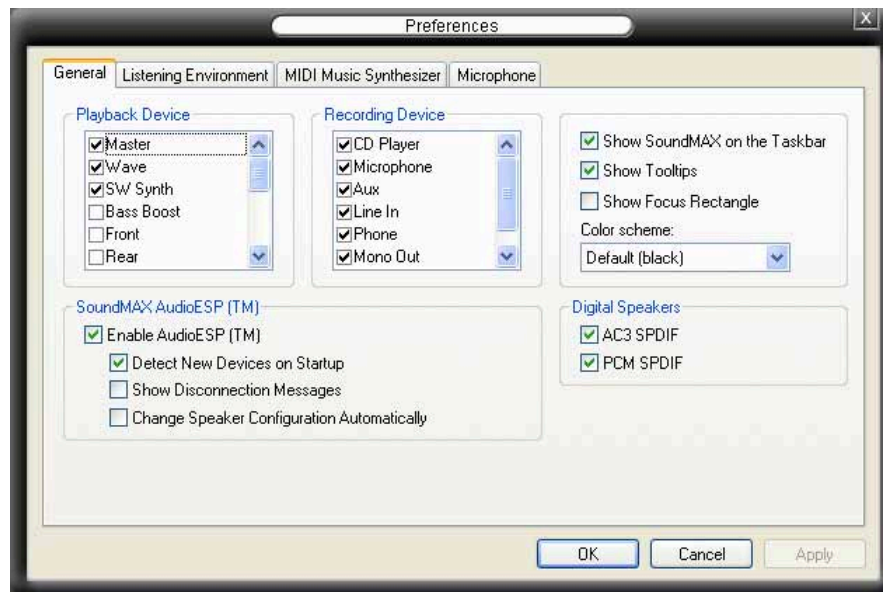 Preferences
X
General Listening Environment MIDI Music Synthesizer Microphone
Playback Device
Master
Wave
SW Synth
Bass Boost
Front
Rear
Recording Device
CD Player
Microphone
Aux
Line In
Phone
Mono Out
Show SoundMAX on the Taskbar
Show Tooltips
Show Focus Rectangle
Color scheme:
Default (black)
SoundMAX AudioESP (TM)
Enable AudioESP (TM)
Detect New Devices on Startup
Show Disconnection Messages
Change Speaker Configuration Automatically
Digital Speakers
AC3 SPDIF
PCM SPDIF
OK Cancel Apply